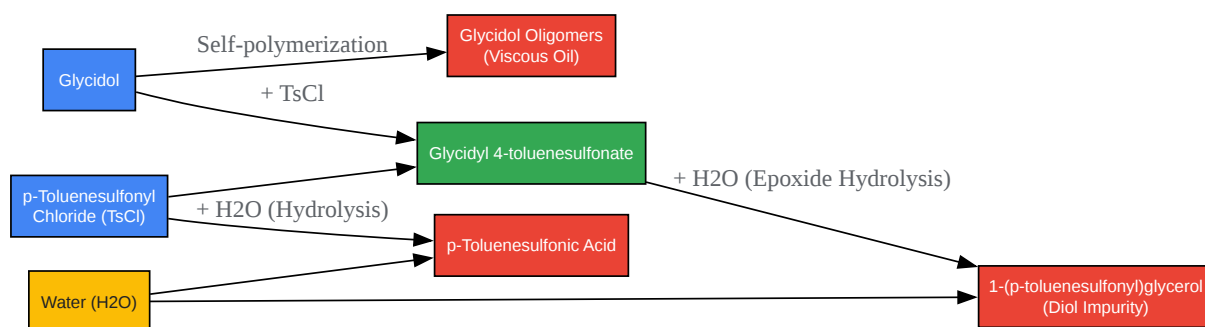 Self-polymerization
Glycidol Oligomers
(Viscous Oil)
Glycidol
+ TsCl
Glycidyl 4-toluenesulfonate
+ H2O (Epoxide Hydrolysis)
p-Toluenesulfonyl
Chloride (TsCl)
+ H2O (Hydrolysis)
p-Toluenesulfonic Acid
Water (H2O)
1-(p-toluenesulfonyl)glycerol
(Diol Impurity)